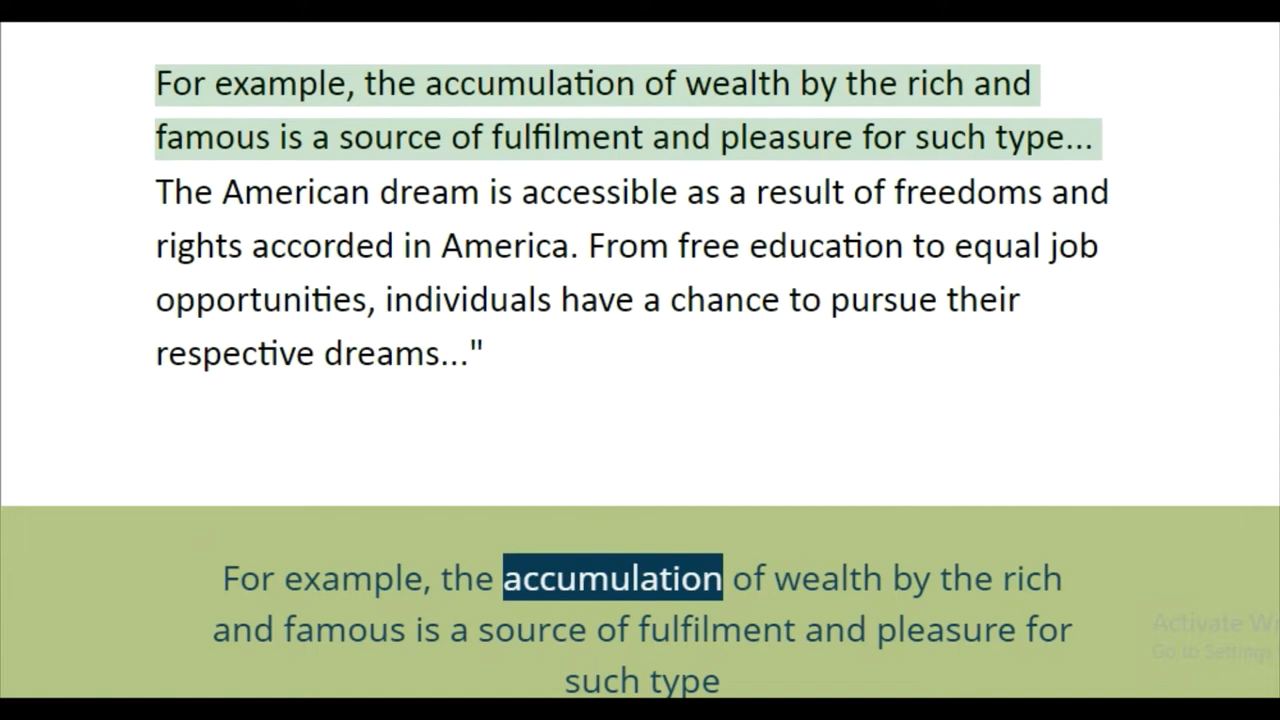 For example, the accumulation of wealth by the rich and
famous is a source of fulfilment and pleasure for such type...
The American dream is accessible as a result of freedoms and
rights accorded in America. From free education to equal job
opportunities, individuals have a chance to pursue their
respective dreams..."
For example, the accumulation of wealth by the rich
and famous is a source of fulfilment and pleasure for
such type
Activate W
Go to Settings